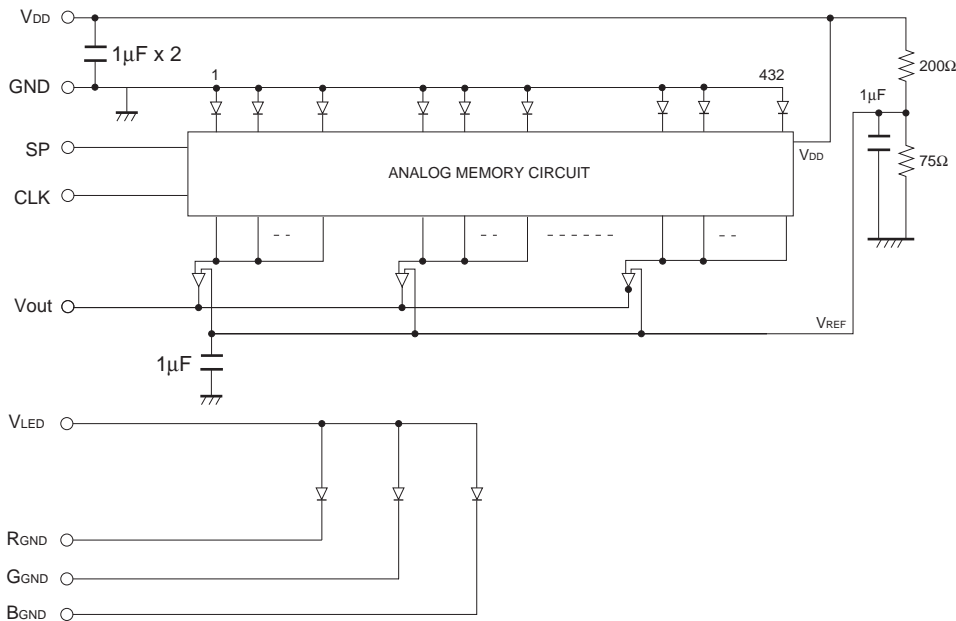 VDD
1µF x 2
GND
1
432
200Ω
1µF
SP
VDD
75Ω
ANALOG MEMORY CIRCUIT
CLK
Vout
VREF
1µF
VLED
RGND
GGND
BGND